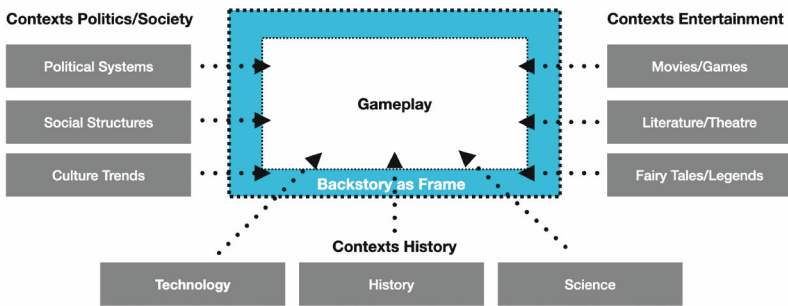 Contexts Politics/Society
Political Systems
Social Structures
Culture Trends
Gameplay
Backstory as Frame
Contexts Entertainment
Movies/Games
Literature/Theatre
Fairy Tales/Legends
Contexts History
Technology
History
Science